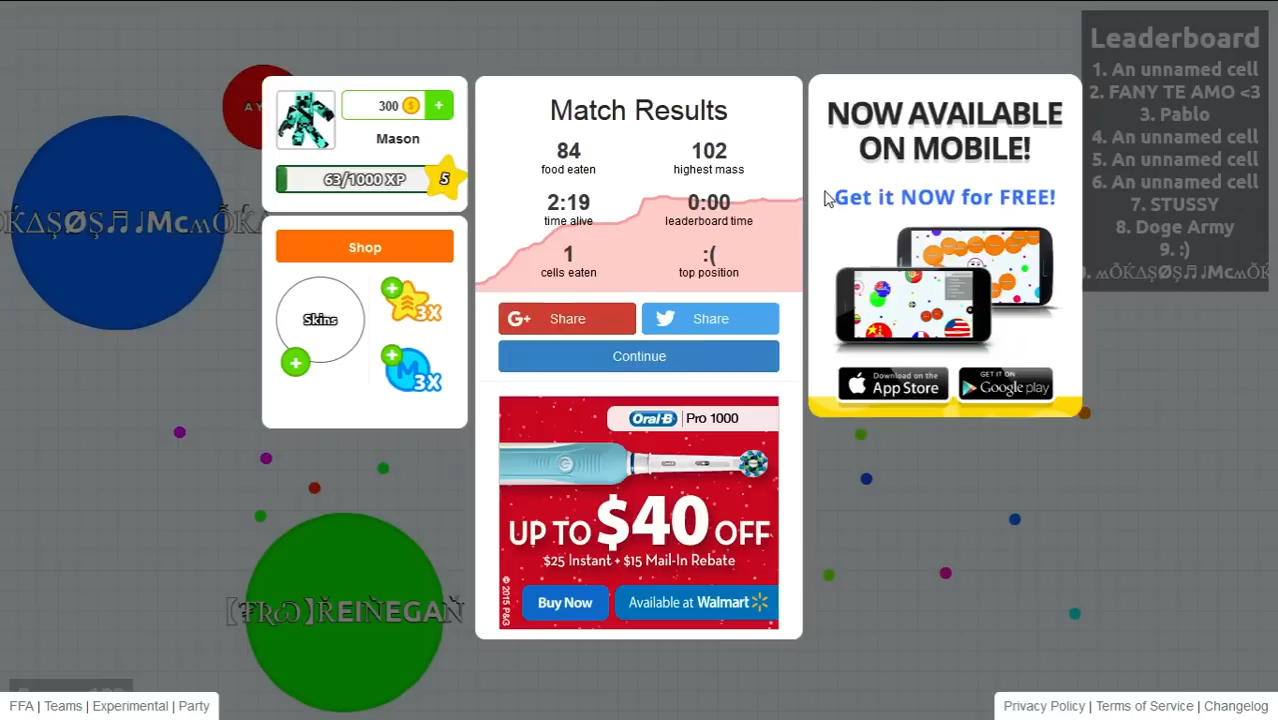 AY
300
Mason
63/1000 XP
5
Shop
Skins
3X
M 3X
Match Results
84
food eaten
102
highest mass
2:19
time alive
0:00
leaderboard time
1
cells eaten
:(
top position
G+ Share
Share
Continue
Oral-B Pro 1000
UP TO $40 OFF
$25 Instant + $15 Mail-In Rebate
Buy Now
Available at Walmart
© 2015 P&G
NOW AVAILABLE
ON MOBILE!
Get it NOW for FREE!
Download on the
App Store
GET IT ON
Google play
Leaderboard
1. An unnamed cell
2. FANY TE AMO <3
3. Pablo
4. An unnamed cell
5. An unnamed cell
6. An unnamed cell
7. STUSSY
8. Doge Army
9. :)
FFA | Teams | Experimental | Party
Privacy Policy | Terms of Service | Changelog